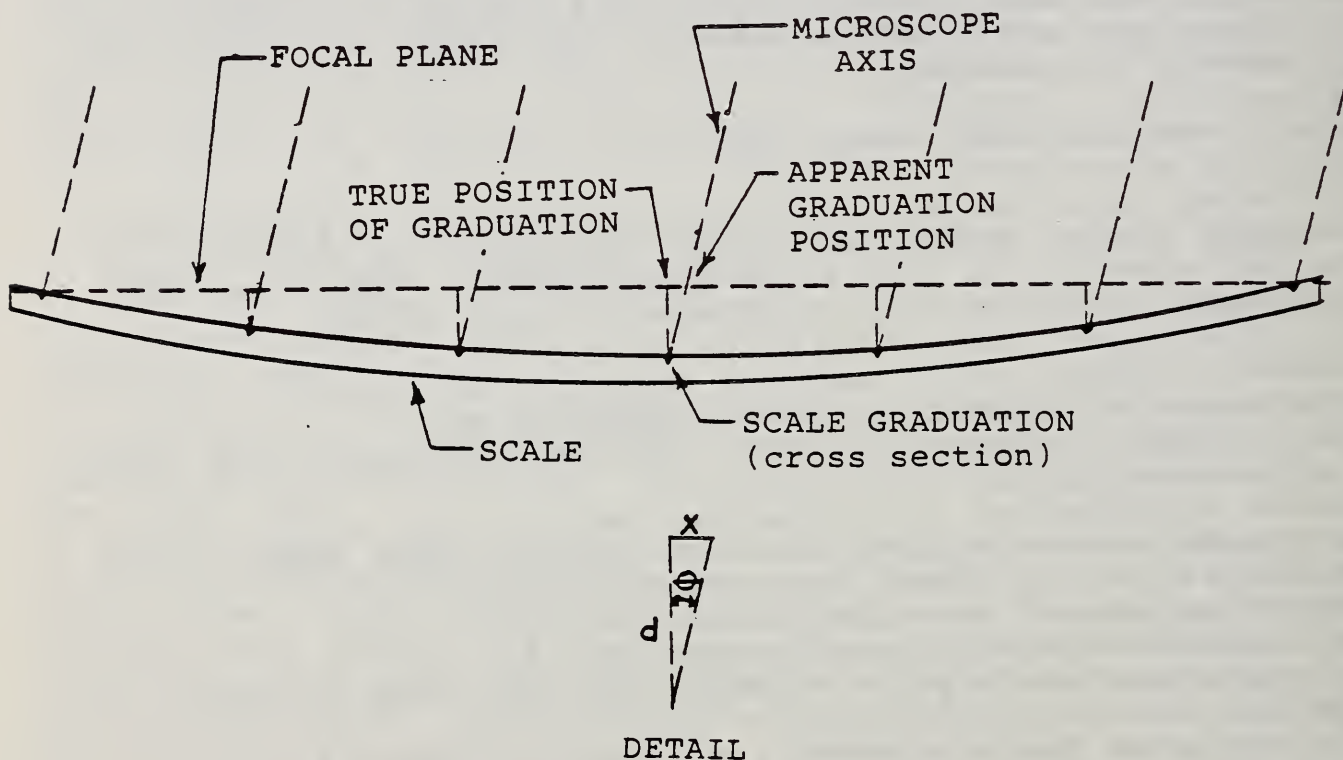 MICROSCOPE
AXIS
FOCAL PLANE
TRUE POSITION
OF GRADUATION
APPARENT
GRADUATION
POSITION
SCALE
SCALE GRADUATION
(cross section)
x
φ
d
DETAIL